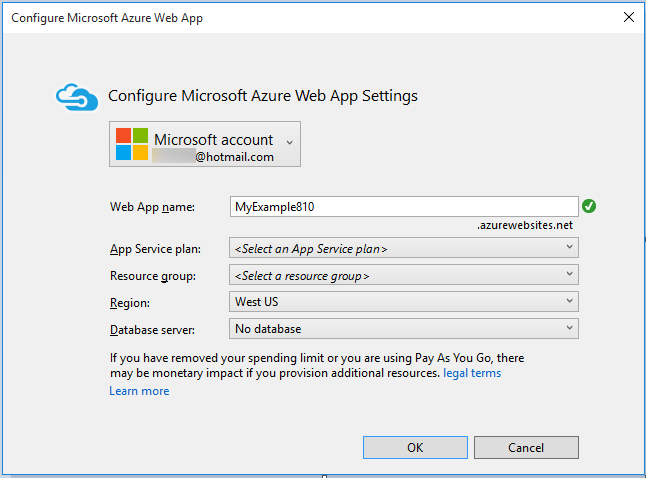 Configure Microsoft Azure Web App
Configure Microsoft Azure Web App Settings
Microsoft account
@hotmail.com
Web App name: MyExample810
.azurewebsites.net
App Service plan: <Select an App Service plan>
Resource group: <Select a resource group>
Region: West US
Database server: No database
If you have removed your spending limit or you are using Pay As You Go, there
may be monetary impact if you provision additional resources. legal terms
Learn more
OK Cancel